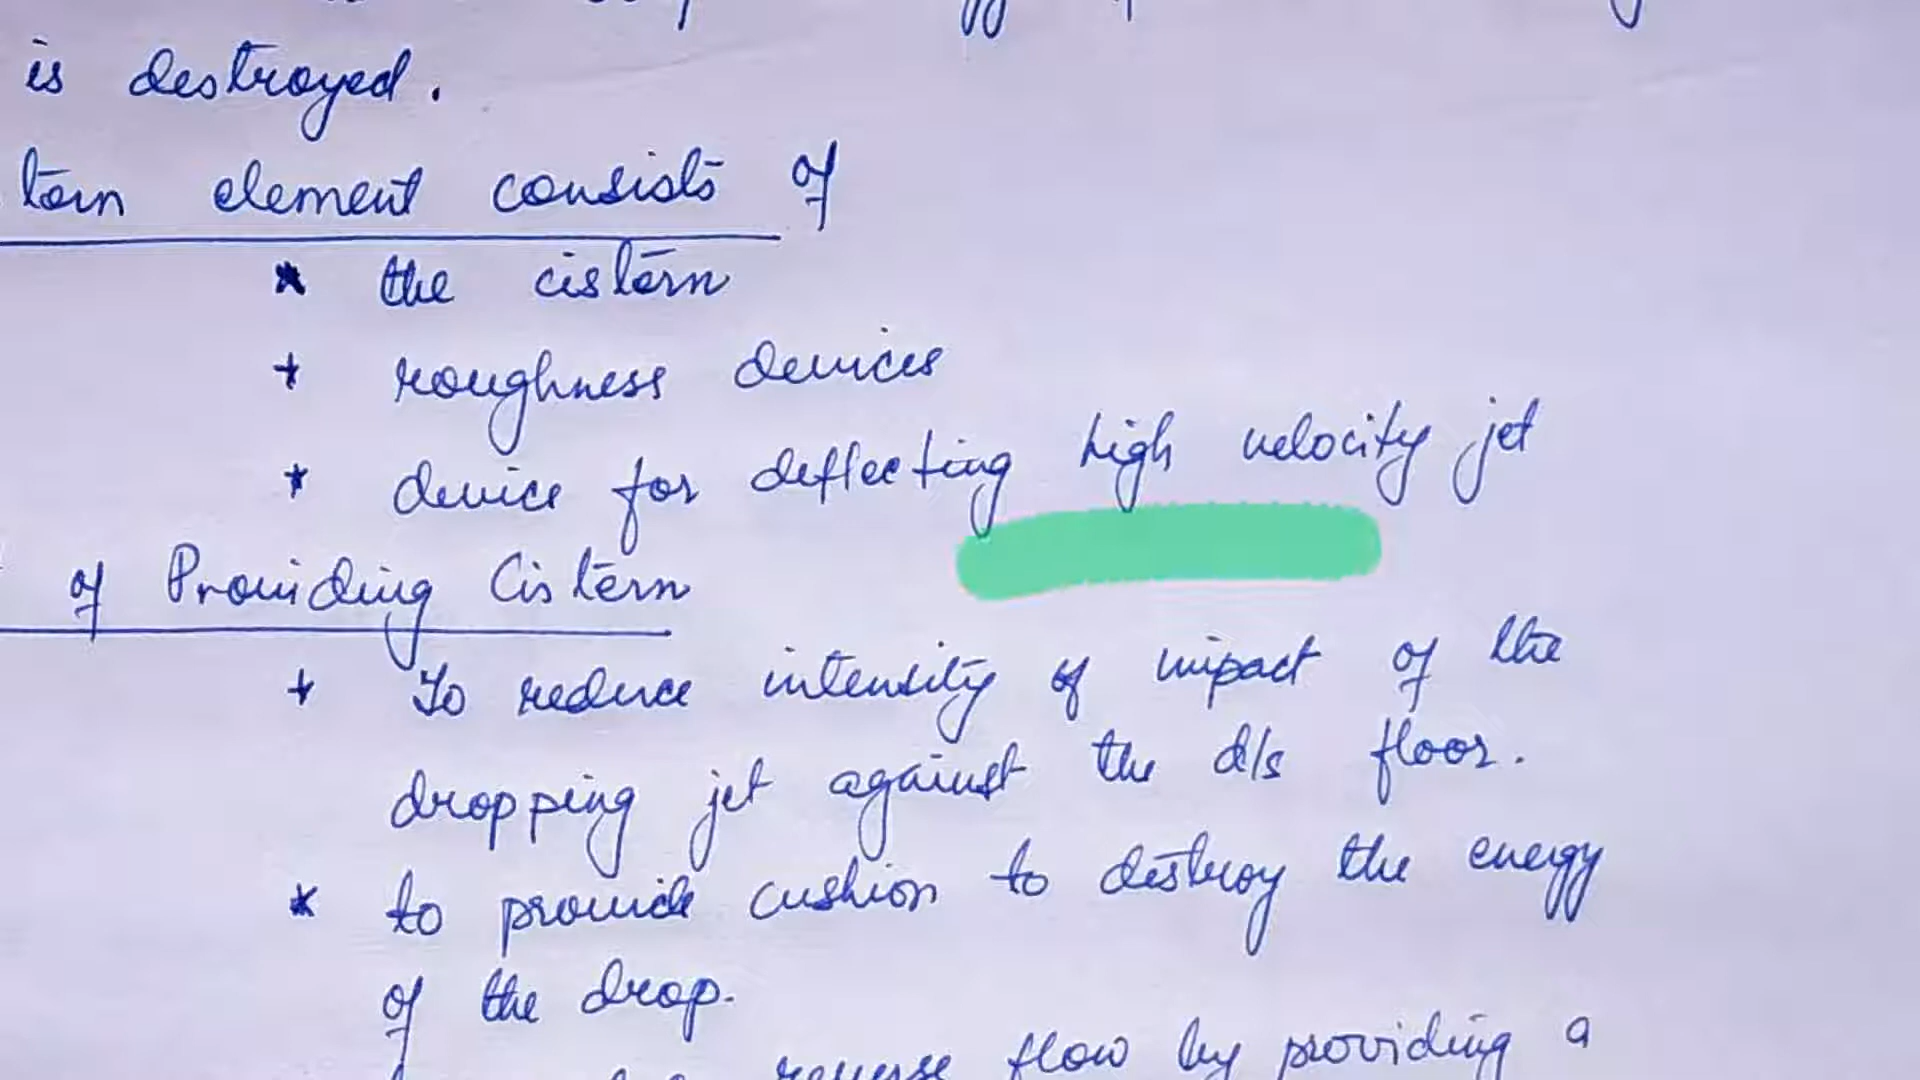 is destroyed.
tern element consists of
* the cistern
+ roughness devices
* device for deflecting high velocity jet
of Providing Cistern
+ To reduce intensity of impact of the
dropping jet against the d/s floor.
* to provide cushion to destroy the energy
of the drop.
reverse flow by providing a